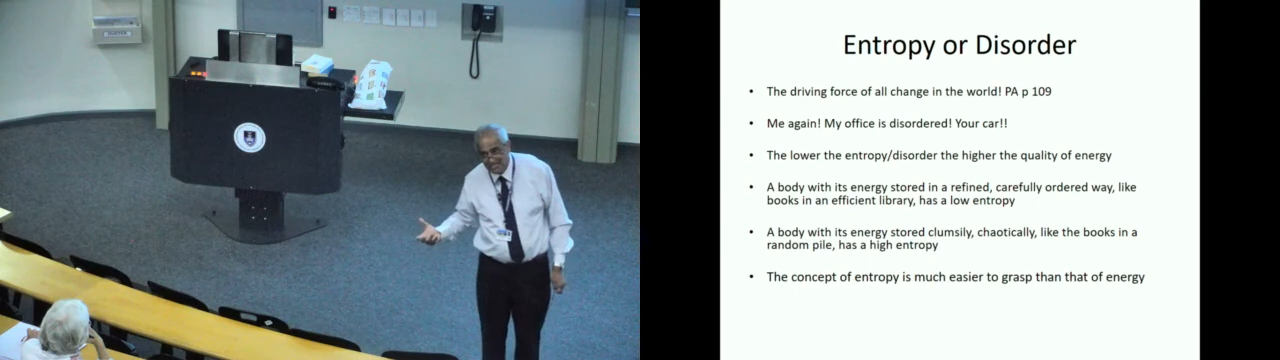 Entropy or Disorder
• The driving force of all change in the world! PA p 109
• Me again! My office is disordered! Your car!!
• The lower the entropy/disorder the higher the quality of energy
• A body with its energy stored in a refined, carefully ordered way, like
books in an efficient library, has a low entropy
• A body with its energy stored clumsily, chaotically, like the books in a
random pile, has a high entropy
• The concept of entropy is much easier to grasp than that of energy